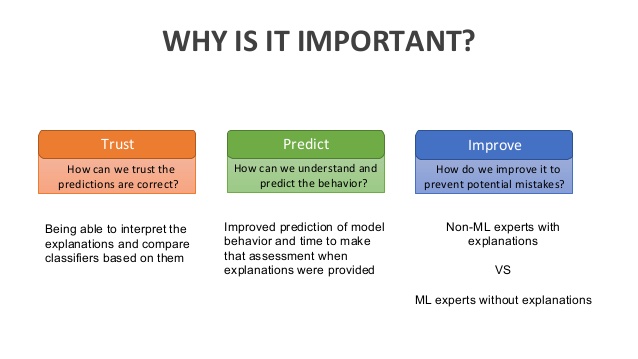 WHY IS IT IMPORTANT?
Trust
How can we trust the
predictions are correct?
Being able to interpret the
explanations and compare
classifiers based on them
Predict
How can we understand and
predict the behavior?
Improved prediction of model
behavior and time to make
that assessment when
explanations were provided
Improve
How do we improve it to
prevent potential mistakes?
Non-ML experts with
explanations
VS
ML experts without explanations